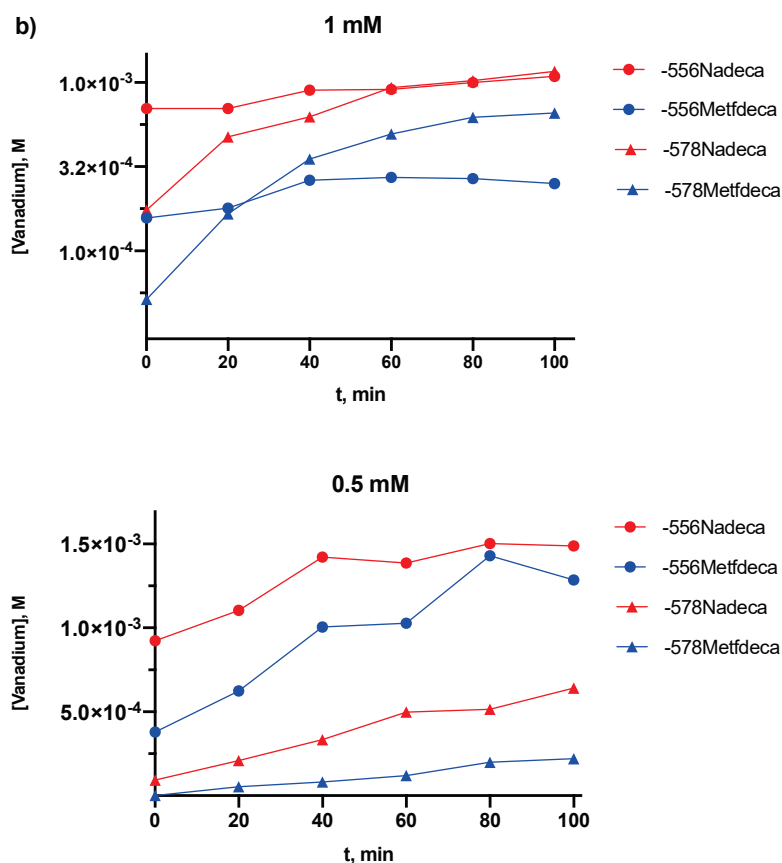 b)
1 mM
[Vanadium], M
1.0×10⁻³
3.2×10⁻⁴
1.0×10⁻⁴
0 20 40 60 80 100
t, min
-556Nadeca
-556Metfdeca
-578Nadeca
-578Metfdeca
0.5 mM
[Vanadium], M
1.5×10⁻³
1.0×10⁻³
5.0×10⁻⁴
0 20 40 60 80 100
t, min
-556Nadeca
-556Metfdeca
-578Nadeca
-578Metfdeca